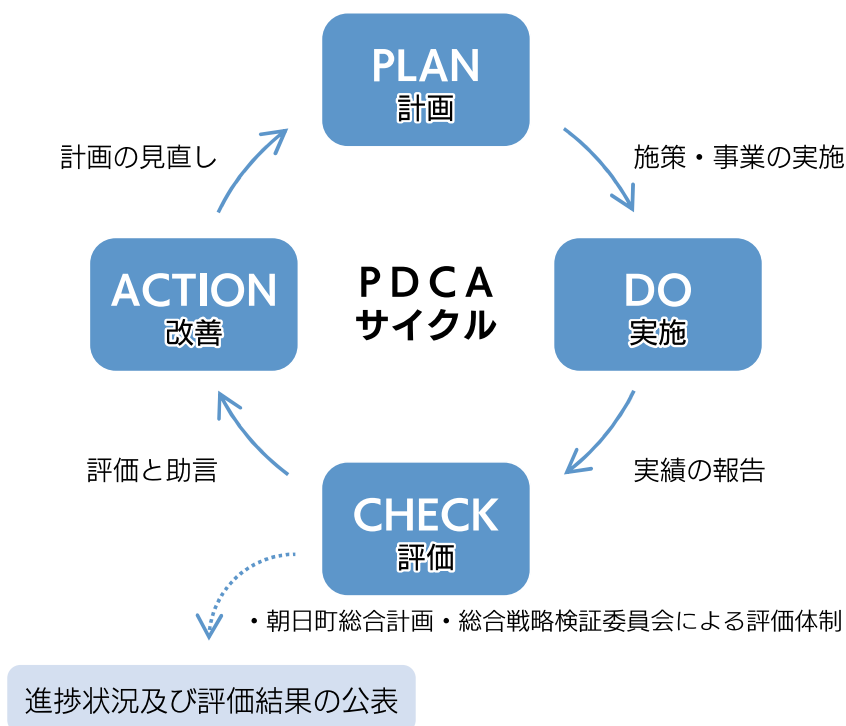 PLAN
計画
計画の見直し
施策・事業の実施
ACTION
改善
PDCA
サイクル
DO
実施
評価と助言
実績の報告
CHECK
評価
・朝日町総合計画・総合戦略検証委員会による評価体制
進捗状況及び評価結果の公表